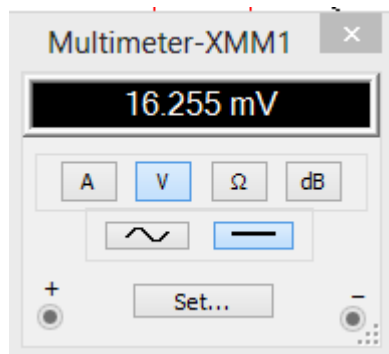 Multimeter-XMM1 ×
16.255 mV
A V Ω dB
+ Set... −